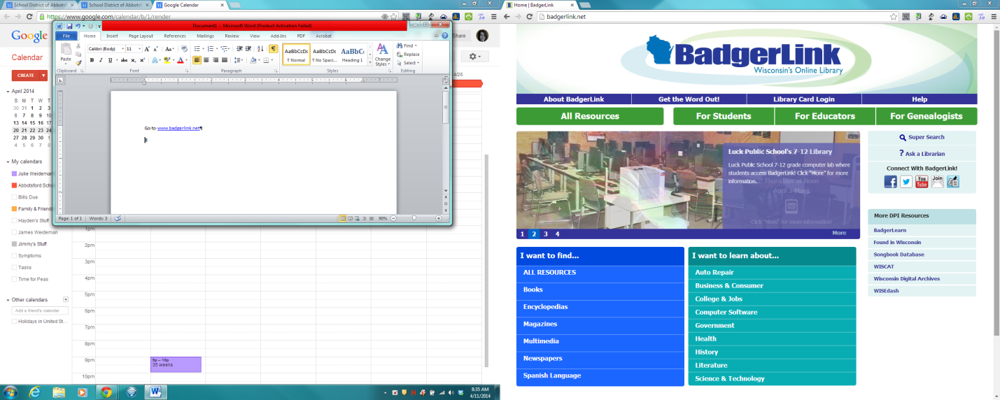 School District of Abbotsf
School District of Abbotsf
Google Calendar
https://www.google.com/calendar/b/1/render
Google
Share
Calendar
CREATE
4/26
April 2014
S M T W T
30 31 1 2 3
6 7 8 9 10
13 14 15 16 17
20 21 22 23 24
27 28 29 30 1
4 5 6 7 8
My calendars
Julie Weideman
Abbotsford Scho
Bills Due
Family & Friends
Hayden's Stuff
James Weideman
Jimmy's Stuff
Symptoms
Tasks
Time for Peas
Other calendars
Add a friend's calendar
Holidays in United St...
1pm
2pm
3pm
4pm
5pm
6pm
7pm
8pm
9pm
10pm
9p – 10p
35 weeks
Document1 - Microsoft Word (Product Activation Failed)
File Home Insert Page Layout References Mailings Review View Add-Ins PDF Acrobat
Paste
Calibri (Body) 11
AaBbCcDc AaBbCcDc AaBbC
¶ Normal ¶ No Spaci... Heading 1
Change Styles
Find
Replace
Select
Clipboard Font Paragraph Styles Editing
Go to www.badgerlink.net¶
Page: 1 of 1 Words: 3
90%
8:35 AM
4/11/2014
Home | BadgerLink
badgerlink.net
BadgerLink
Wisconsin's Online Library
About BadgerLink Get the Word Out! Library Card Login Help
All Resources For Students For Educators For Genealogists
Luck Public School's 7-12 Library
Luck Public School 7-12 grade computer lab where
students access BadgerLink! Click "More" for more
information...
Thursdays at Noon
Click "More" for more information!
1 2 3 4
More
Super Search
? Ask a Librarian
Connect With BadgerLink!
You Tube
Join
More DPI Resources
BadgerLearn
Found in Wisconsin
Songbook Database
WISCAT
Wisconsin Digital Archives
WISEdash
I want to find...
ALL RESOURCES
Books
Encyclopedias
Magazines
Multimedia
Newspapers
Spanish Language
I want to learn about...
Auto Repair
Business & Consumer
College & Jobs
Computer Software
Government
Health
History
Literature
Science & Technology